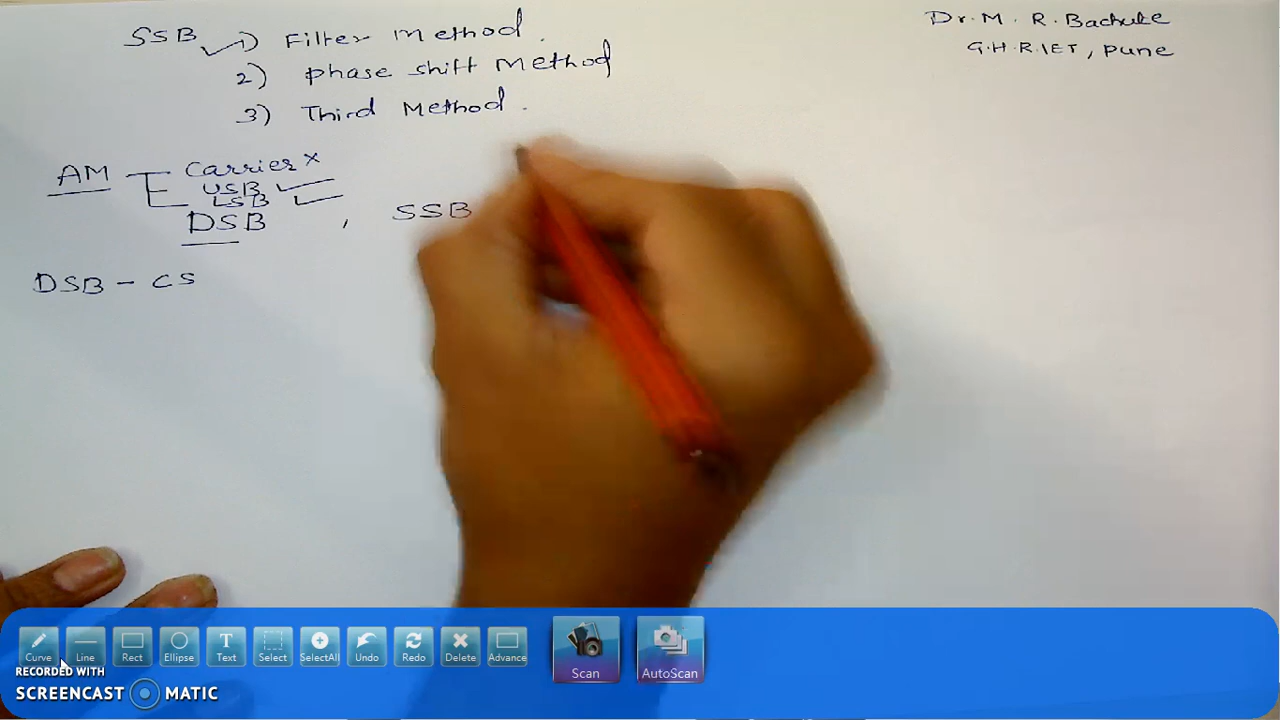 SSB 1) Filter Method.
2) phase shift Method
3) Third Method.
Dr. M. R. Bachute
G.H.R.IET, Pune
AM Carrier x
USB
LSB
DSB , SSB
DSB - CS
Curve Line Rect Ellipse Text Select SelectAll Undo Redo Delete Advance Scan AutoScan
RECORDED WITH
SCREENCAST MATIC